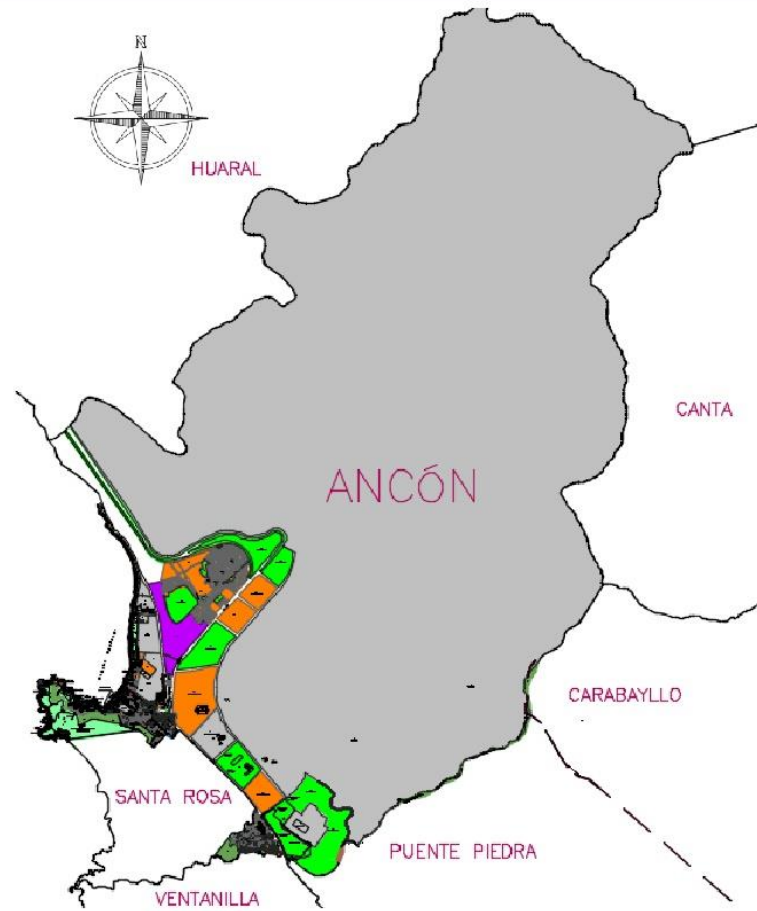 N
HUARAL
CANTA
ANCÓN
CARABAYLLO
SANTA ROSA
PUENTE PIEDRA
VENTANILLA